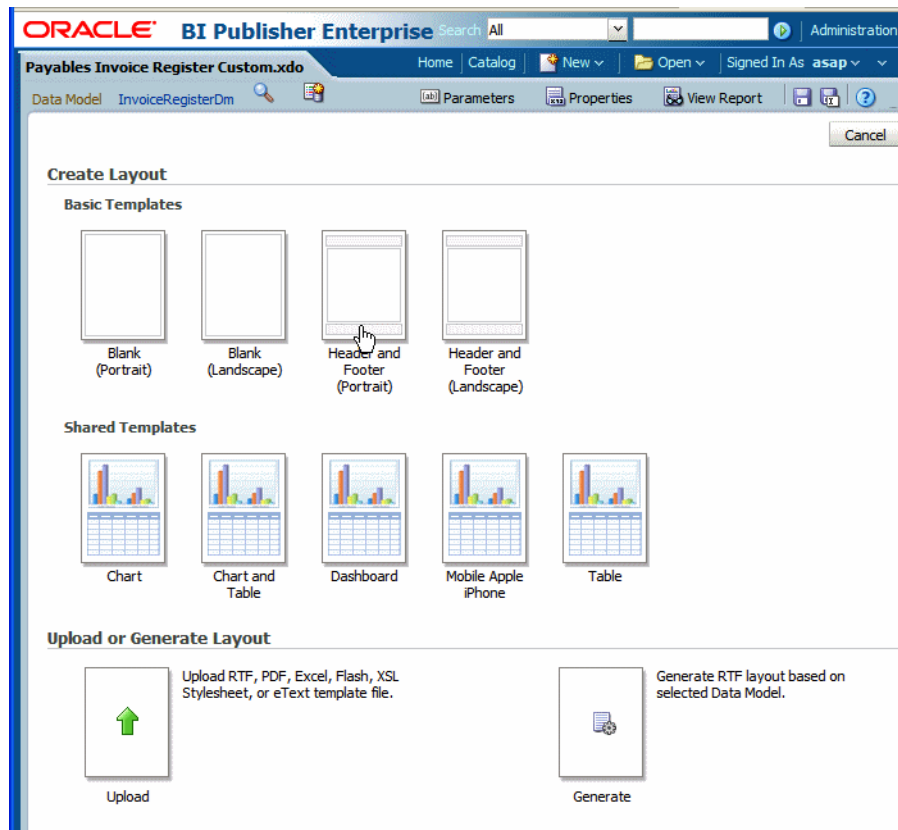 ORACLE BI Publisher Enterprise Search All Administration
Payables Invoice Register Custom.xdo Home Catalog New Open Signed In As asap
Data Model InvoiceRegisterDm Parameters Properties View Report
Cancel
Create Layout
Basic Templates
Blank
(Portrait)
Blank
(Landscape)
Header and
Footer
(Portrait)
Header and
Footer
(Landscape)
Shared Templates
Chart
Chart and
Table
Dashboard
Mobile Apple
iPhone
Table
Upload or Generate Layout
Upload RTF, PDF, Excel, Flash, XSL
Stylesheet, or eText template file.
Upload
Generate RTF layout based on
selected Data Model.
Generate